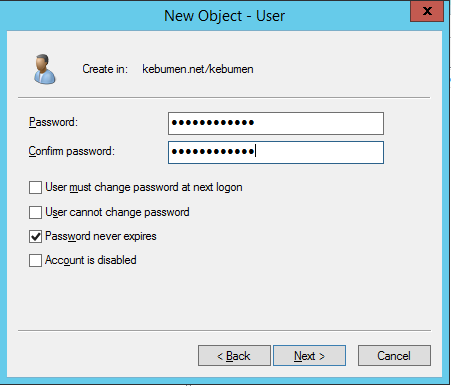 New Object - User
x
Create in: kebumen.net/kebumen
Password: ●●●●●●●●●●●●
Confirm password: ●●●●●●●●●●●●
User must change password at next logon
User cannot change password
Password never expires
Account is disabled
< Back Next > Cancel